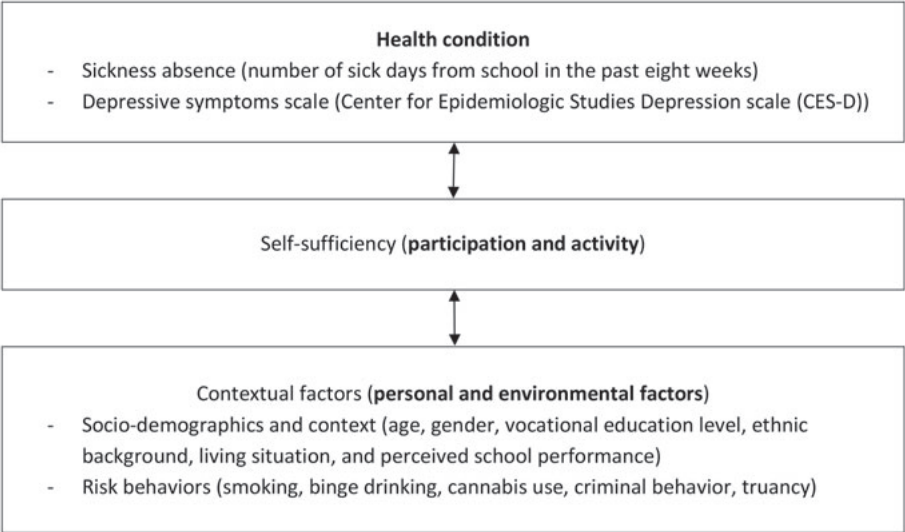 Health condition
- Sickness absence (number of sick days from school in the past eight weeks)
- Depressive symptoms scale (Center for Epidemiologic Studies Depression scale (CES-D))
Self-sufficiency (participation and activity)
Contextual factors (personal and environmental factors)
- Socio-demographics and context (age, gender, vocational education level, ethnic
background, living situation, and perceived school performance)
- Risk behaviors (smoking, binge drinking, cannabis use, criminal behavior, truancy)